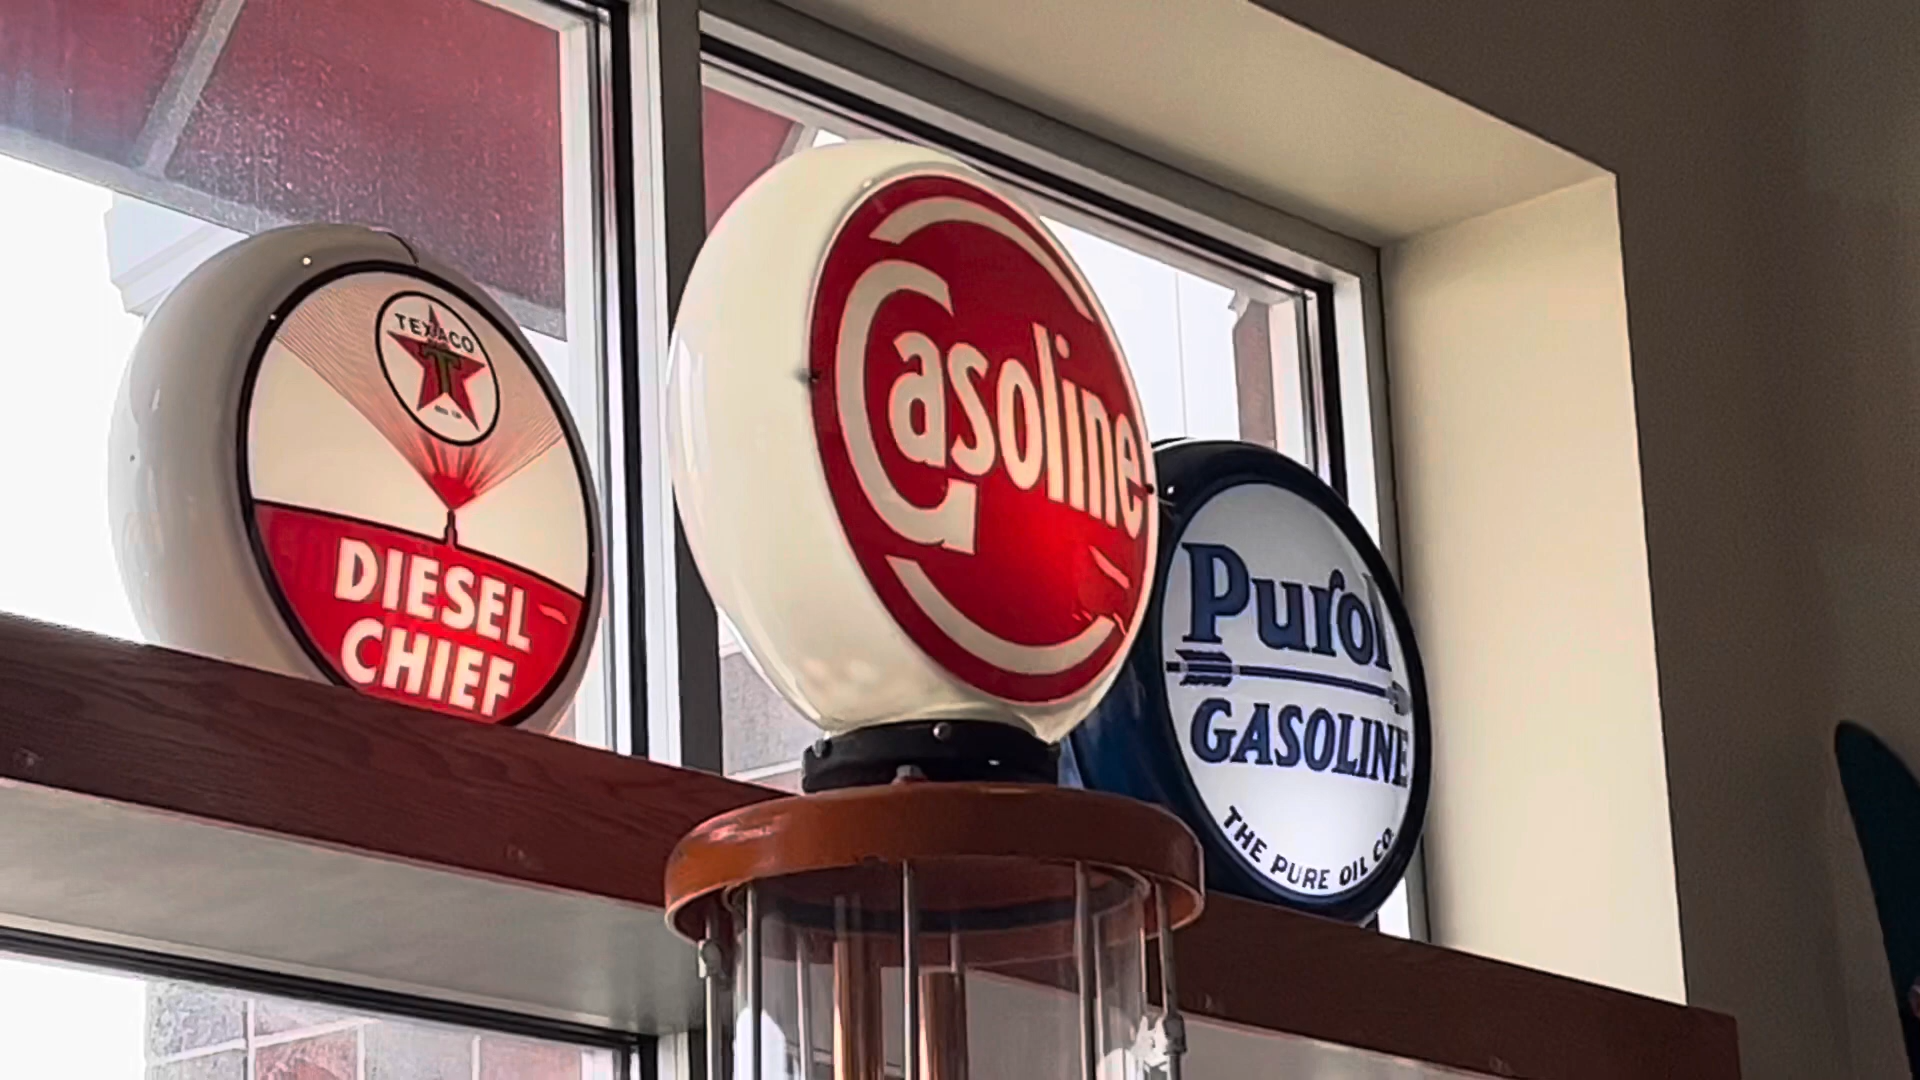 TEXACO
T
DIESEL
CHIEF
Gasoline
Purol
GASOLINE
THE PURE OIL CO.